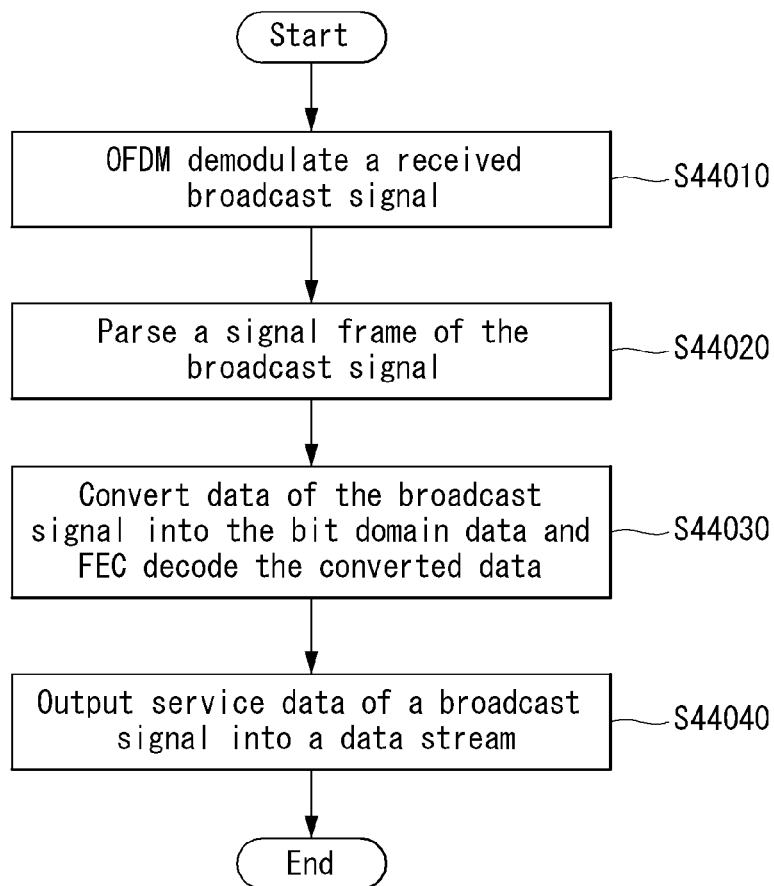 Start
OFDM demodulate a received
broadcast signal
S44010
Parse a signal frame of the
broadcast signal
S44020
Convert data of the broadcast
signal into the bit domain data and
FEC decode the converted data
S44030
Output service data of a broadcast
signal into a data stream
S44040
End